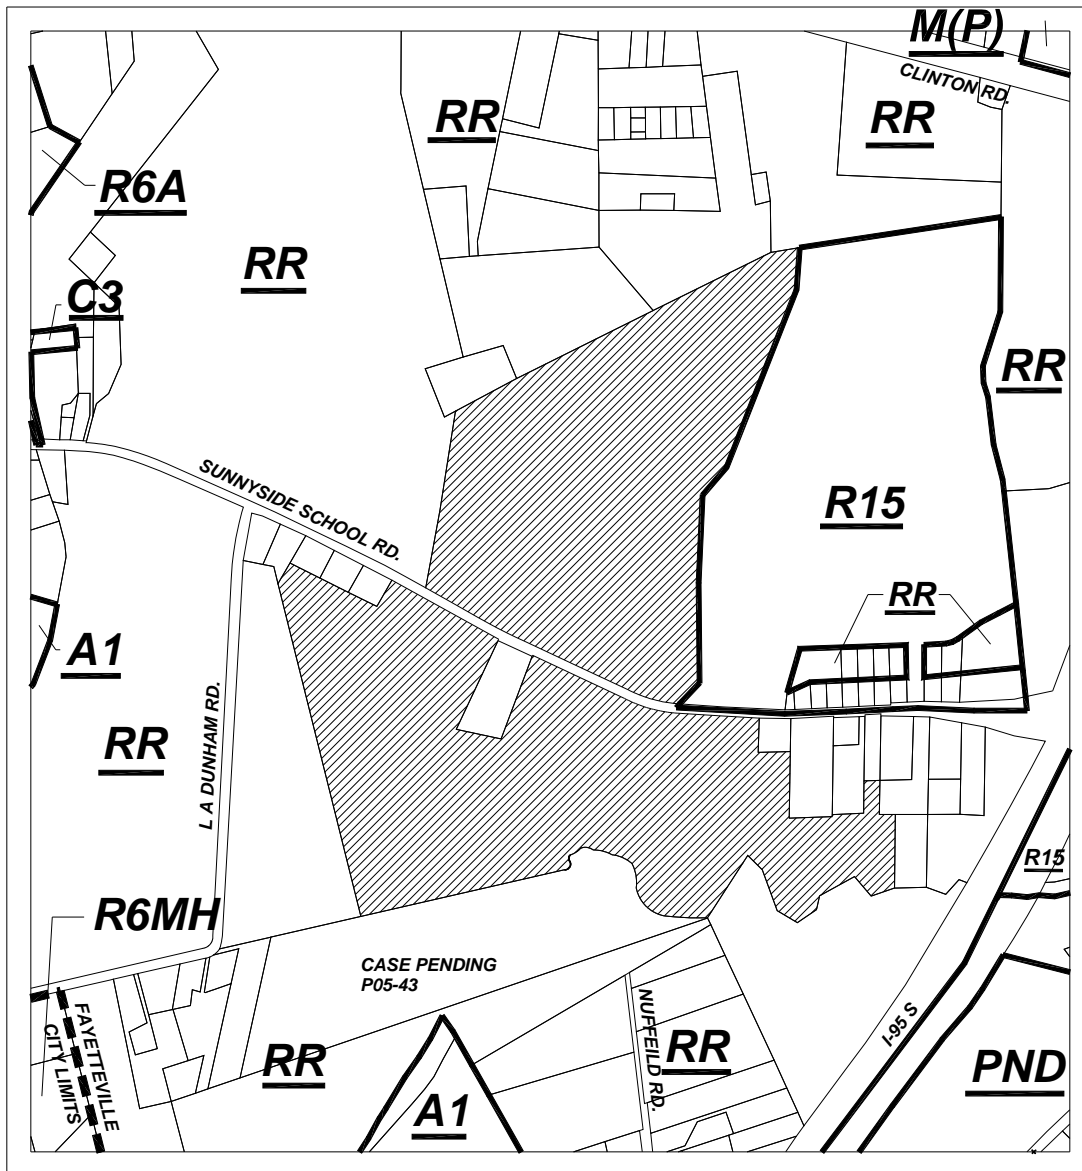 M(P)
CLINTON RD.
RR
RR
R6A
RR
C3
RR
SUNNYSIDE SCHOOL RD.
R15
RR
A1
L A DUNHAM RD.
RR
R15
R6MH
CASE PENDING
P05-43
FAYETTEVILLE
CITY LIMITS
NUFFEILD RD.
I-95 S
RR
RR
PND
A1